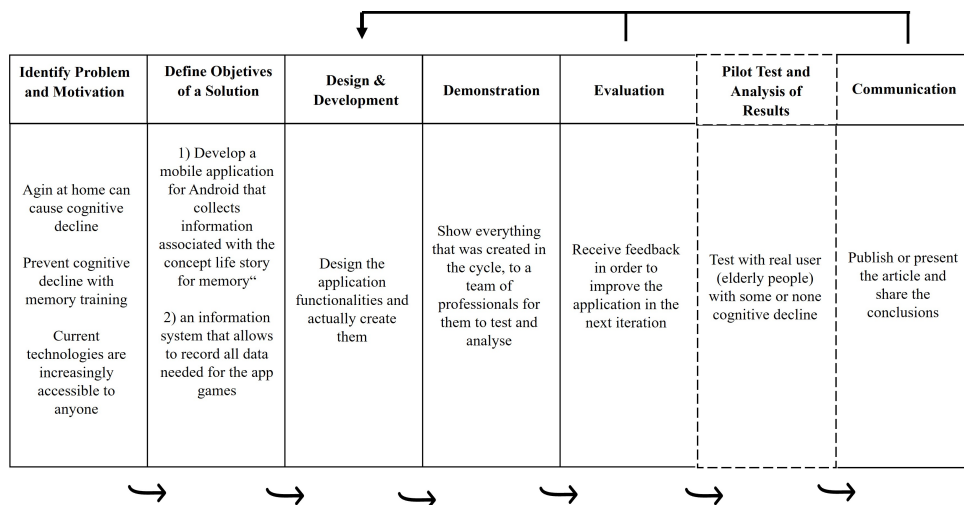 Identify Problem
and Motivation
Define Objectives
of a Solution
Design &
Development
Demonstration
Evaluation
Pilot Test and
Analysis of
Results
Communication
Agin at home can
cause cognitive
decline
Prevent cognitive
decline with
memory training
Current
technologies are
increasingly
accessible to
anyone
1) Develop a
mobile application
for Android that
collects
information
associated with the
concept life story
for memory“
2) an information
system that allows
to record all data
needed for the app
games
Design the
application
functionalities and
actually create
them
Show everything
that was created in
the cycle, to a
team of
professionals for
them to test and
analyse
Receive feedback
in order to
improve the
application in the
next iteration
Test with real user
(elderly people)
with some or none
cognitive decline
Publish or present
the article and
share the
conclusions